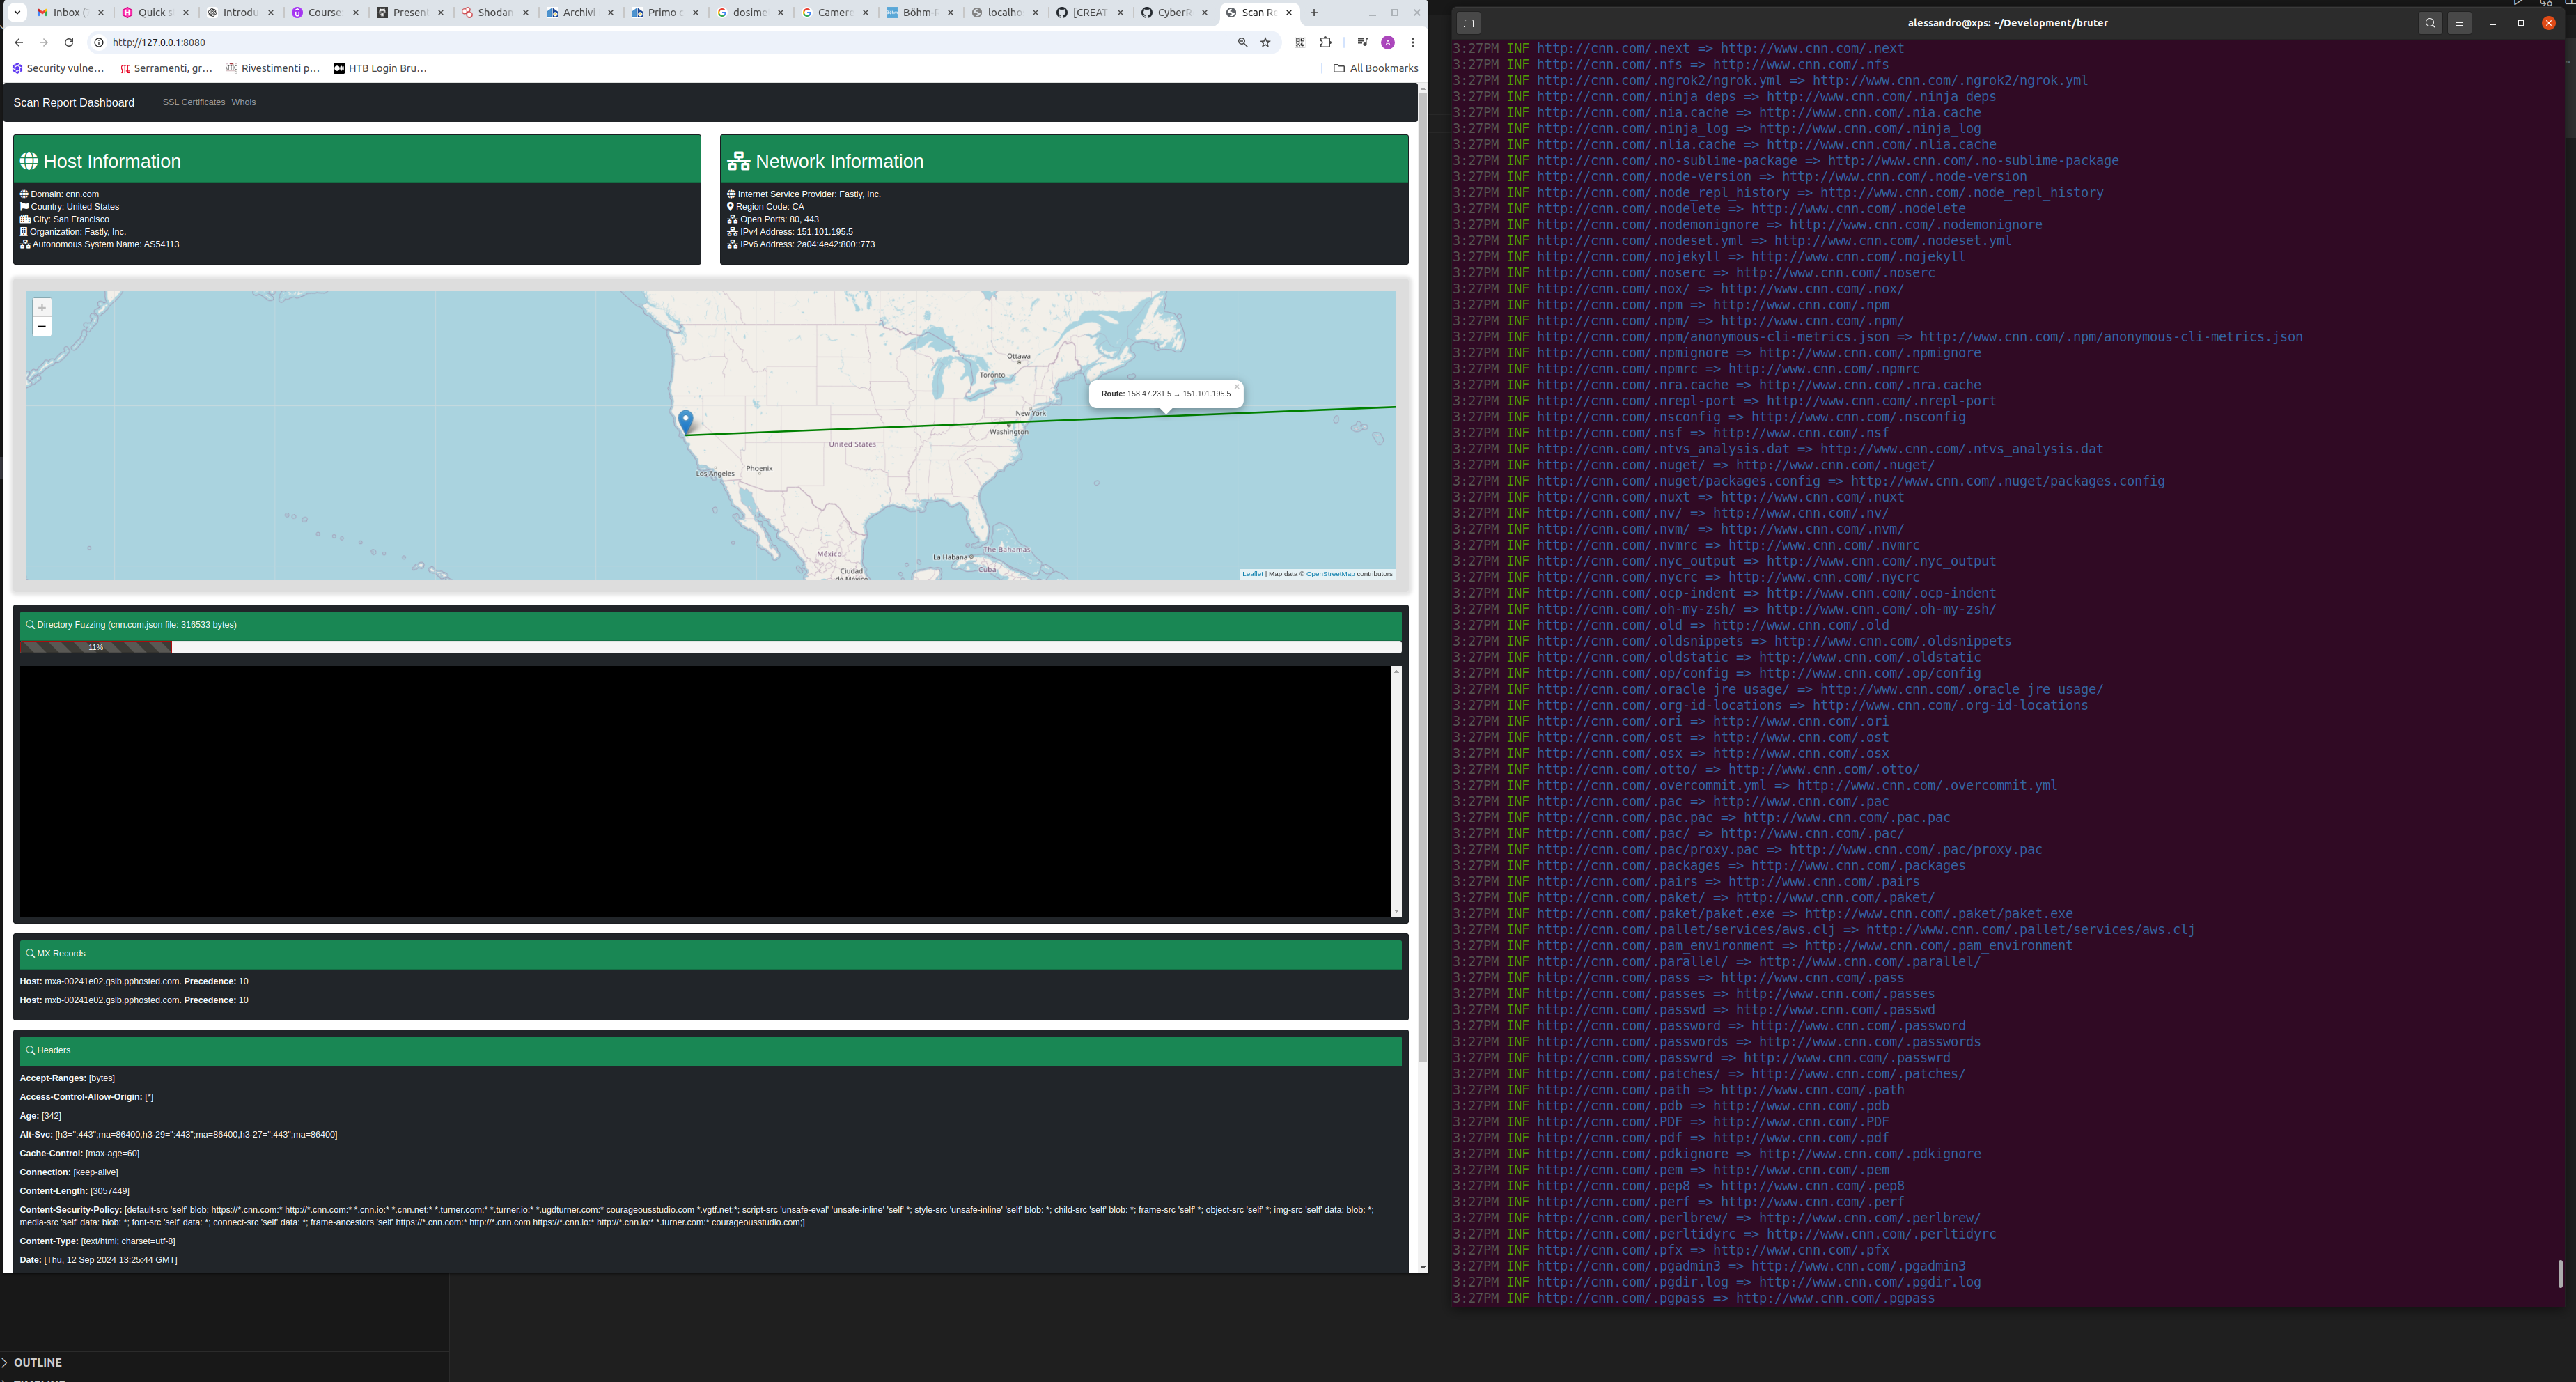 Inbox (
Quick s
Introdu
Course:
Present
Shodan
Archivi
Primo c
dosime
Camere
Böhm-
localho
[CREAT
CyberR
Scan Re
http://127.0.0.1:8080
Security vulne...
Serramenti, gr...
Rivestimenti p...
HTB Login Bru...
All Bookmarks
Scan Report Dashboard
SSL Certificates
Whois
Host Information
Domain: cnn.com
Country: United States
City: San Francisco
Organization: Fastly, Inc.
Autonomous System Name: AS54113
Network Information
Internet Service Provider: Fastly, Inc.
Region Code: CA
Open Ports: 80, 443
IPv4 Address: 151.101.195.5
IPv6 Address: 2a04:4e42:800::773
+
−
Ottawa
Toronto
Route: 158.47.231.5 → 151.101.195.5
New York
Washington
United States
Phoenix
Los Angeles
La Habana
The Bahamas
México
Cuba
Ciudad
de México
Leaflet | Map data © OpenStreetMap contributors
Directory Fuzzing (cnn.com.json file: 316533 bytes)
11%
MX Records
Host: mxa-00241e02.gslb.pphosted.com. Precedence: 10
Host: mxb-00241e02.gslb.pphosted.com. Precedence: 10
Headers
Accept-Ranges: [bytes]
Access-Control-Allow-Origin: [*]
Age: [342]
Alt-Svc: [h3=":443";ma=86400,h3-29=":443";ma=86400,h3-27=":443";ma=86400]
Cache-Control: [max-age=60]
Connection: [keep-alive]
Content-Length: [3057449]
Content-Security-Policy: [default-src 'self' blob: https://*.cnn.com:* http://*.cnn.com:* *.cnn.io:* *.cnn.net:* *.turner.com:* *.turner.io:* *.ugdturner.com:* courageousstudio.com *.vgtf.net:*; script-src 'unsafe-eval' 'unsafe-inline' 'self' *; style-src 'unsafe-inline' 'self' blob: *; child-src 'self' blob: *; frame-src 'self' *; object-src 'self' *; img-src 'self' data: blob: *;
media-src 'self' data: blob: *; font-src 'self' data: *; connect-src 'self' data: *; frame-ancestors 'self' https://*.cnn.com:* http://*.cnn.com https://*.cnn.io:* http://*.cnn.io:* *.turner.com:* courageousstudio.com;]
Content-Type: [text/html; charset=utf-8]
Date: [Thu, 12 Sep 2024 13:25:44 GMT]
OUTLINE
TIMELINE
alessandro@xps: ~/Development/bruter
3:27PM INF http://cnn.com/.next => http://www.cnn.com/.next
3:27PM INF http://cnn.com/.nfs => http://www.cnn.com/.nfs
3:27PM INF http://cnn.com/.ngrok2/ngrok.yml => http://www.cnn.com/.ngrok2/ngrok.yml
3:27PM INF http://cnn.com/.ninja_deps => http://www.cnn.com/.ninja_deps
3:27PM INF http://cnn.com/.nia.cache => http://www.cnn.com/.nia.cache
3:27PM INF http://cnn.com/.ninja_log => http://www.cnn.com/.ninja_log
3:27PM INF http://cnn.com/.nlia.cache => http://www.cnn.com/.nlia.cache
3:27PM INF http://cnn.com/.no-sublime-package => http://www.cnn.com/.no-sublime-package
3:27PM INF http://cnn.com/.node-version => http://www.cnn.com/.node-version
3:27PM INF http://cnn.com/.node_repl_history => http://www.cnn.com/.node_repl_history
3:27PM INF http://cnn.com/.nodelete => http://www.cnn.com/.nodelete
3:27PM INF http://cnn.com/.nodemonignore => http://www.cnn.com/.nodemonignore
3:27PM INF http://cnn.com/.nodeset.yml => http://www.cnn.com/.nodeset.yml
3:27PM INF http://cnn.com/.nojekyll => http://www.cnn.com/.nojekyll
3:27PM INF http://cnn.com/.noserc => http://www.cnn.com/.noserc
3:27PM INF http://cnn.com/.nox/ => http://www.cnn.com/.nox/
3:27PM INF http://cnn.com/.npm => http://www.cnn.com/.npm
3:27PM INF http://cnn.com/.npm/ => http://www.cnn.com/.npm/
3:27PM INF http://cnn.com/.npm/anonymous-cli-metrics.json => http://www.cnn.com/.npm/anonymous-cli-metrics.json
3:27PM INF http://cnn.com/.npmignore => http://www.cnn.com/.npmignore
3:27PM INF http://cnn.com/.npmrc => http://www.cnn.com/.npmrc
3:27PM INF http://cnn.com/.nra.cache => http://www.cnn.com/.nra.cache
3:27PM INF http://cnn.com/.nrepl-port => http://www.cnn.com/.nrepl-port
3:27PM INF http://cnn.com/.nsconfig => http://www.cnn.com/.nsconfig
3:27PM INF http://cnn.com/.nsf => http://www.cnn.com/.nsf
3:27PM INF http://cnn.com/.ntvs_analysis.dat => http://www.cnn.com/.ntvs_analysis.dat
3:27PM INF http://cnn.com/.nuget/ => http://www.cnn.com/.nuget/
3:27PM INF http://cnn.com/.nuget/packages.config => http://www.cnn.com/.nuget/packages.config
3:27PM INF http://cnn.com/.nuxt => http://www.cnn.com/.nuxt
3:27PM INF http://cnn.com/.nv/ => http://www.cnn.com/.nv/
3:27PM INF http://cnn.com/.nvm/ => http://www.cnn.com/.nvm/
3:27PM INF http://cnn.com/.nvmrc => http://www.cnn.com/.nvmrc
3:27PM INF http://cnn.com/.nyc_output => http://www.cnn.com/.nyc_output
3:27PM INF http://cnn.com/.nycrc => http://www.cnn.com/.nycrc
3:27PM INF http://cnn.com/.ocp-indent => http://www.cnn.com/.ocp-indent
3:27PM INF http://cnn.com/.oh-my-zsh/ => http://www.cnn.com/.oh-my-zsh/
3:27PM INF http://cnn.com/.old => http://www.cnn.com/.old
3:27PM INF http://cnn.com/.oldsnippets => http://www.cnn.com/.oldsnippets
3:27PM INF http://cnn.com/.oldstatic => http://www.cnn.com/.oldstatic
3:27PM INF http://cnn.com/.op/config => http://www.cnn.com/.op/config
3:27PM INF http://cnn.com/.oracle_jre_usage/ => http://www.cnn.com/.oracle_jre_usage/
3:27PM INF http://cnn.com/.org-id-locations => http://www.cnn.com/.org-id-locations
3:27PM INF http://cnn.com/.ori => http://www.cnn.com/.ori
3:27PM INF http://cnn.com/.ost => http://www.cnn.com/.ost
3:27PM INF http://cnn.com/.osx => http://www.cnn.com/.osx
3:27PM INF http://cnn.com/.otto/ => http://www.cnn.com/.otto/
3:27PM INF http://cnn.com/.overcommit.yml => http://www.cnn.com/.overcommit.yml
3:27PM INF http://cnn.com/.pac => http://www.cnn.com/.pac
3:27PM INF http://cnn.com/.pac.pac => http://www.cnn.com/.pac.pac
3:27PM INF http://cnn.com/.pac/ => http://www.cnn.com/.pac/
3:27PM INF http://cnn.com/.pac/proxy.pac => http://www.cnn.com/.pac/proxy.pac
3:27PM INF http://cnn.com/.packages => http://www.cnn.com/.packages
3:27PM INF http://cnn.com/.pairs => http://www.cnn.com/.pairs
3:27PM INF http://cnn.com/.paket/ => http://www.cnn.com/.paket/
3:27PM INF http://cnn.com/.paket/paket.exe => http://www.cnn.com/.paket/paket.exe
3:27PM INF http://cnn.com/.pallet/services/aws.clj => http://www.cnn.com/.pallet/services/aws.clj
3:27PM INF http://cnn.com/.pam_environment => http://www.cnn.com/.pam_environment
3:27PM INF http://cnn.com/.parallel/ => http://www.cnn.com/.parallel/
3:27PM INF http://cnn.com/.pass => http://www.cnn.com/.pass
3:27PM INF http://cnn.com/.passes => http://www.cnn.com/.passes
3:27PM INF http://cnn.com/.passwd => http://www.cnn.com/.passwd
3:27PM INF http://cnn.com/.password => http://www.cnn.com/.password
3:27PM INF http://cnn.com/.passwords => http://www.cnn.com/.passwords
3:27PM INF http://cnn.com/.passwrd => http://www.cnn.com/.passwrd
3:27PM INF http://cnn.com/.patches/ => http://www.cnn.com/.patches/
3:27PM INF http://cnn.com/.path => http://www.cnn.com/.path
3:27PM INF http://cnn.com/.pdb => http://www.cnn.com/.pdb
3:27PM INF http://cnn.com/.PDF => http://www.cnn.com/.PDF
3:27PM INF http://cnn.com/.pdf => http://www.cnn.com/.pdf
3:27PM INF http://cnn.com/.pdkignore => http://www.cnn.com/.pdkignore
3:27PM INF http://cnn.com/.pem => http://www.cnn.com/.pem
3:27PM INF http://cnn.com/.pep8 => http://www.cnn.com/.pep8
3:27PM INF http://cnn.com/.perf => http://www.cnn.com/.perf
3:27PM INF http://cnn.com/.perlbrew/ => http://www.cnn.com/.perlbrew/
3:27PM INF http://cnn.com/.perltidyrc => http://www.cnn.com/.perltidyrc
3:27PM INF http://cnn.com/.pfx => http://www.cnn.com/.pfx
3:27PM INF http://cnn.com/.pgadmin3 => http://www.cnn.com/.pgadmin3
3:27PM INF http://cnn.com/.pgdir.log => http://www.cnn.com/.pgdir.log
3:27PM INF http://cnn.com/.pgpass => http://www.cnn.com/.pgpass